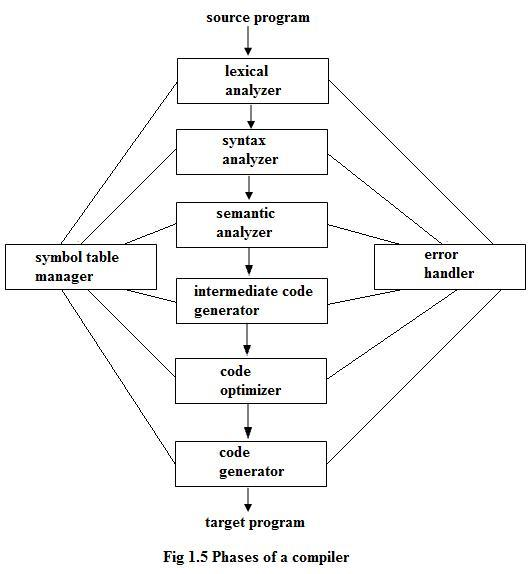 source program
lexical
analyzer
syntax
analyzer
semantic
analyzer
symbol table
manager
error
handler
intermediate code
generator
code
optimizer
code
generator
target program
Fig 1.5 Phases of a compiler